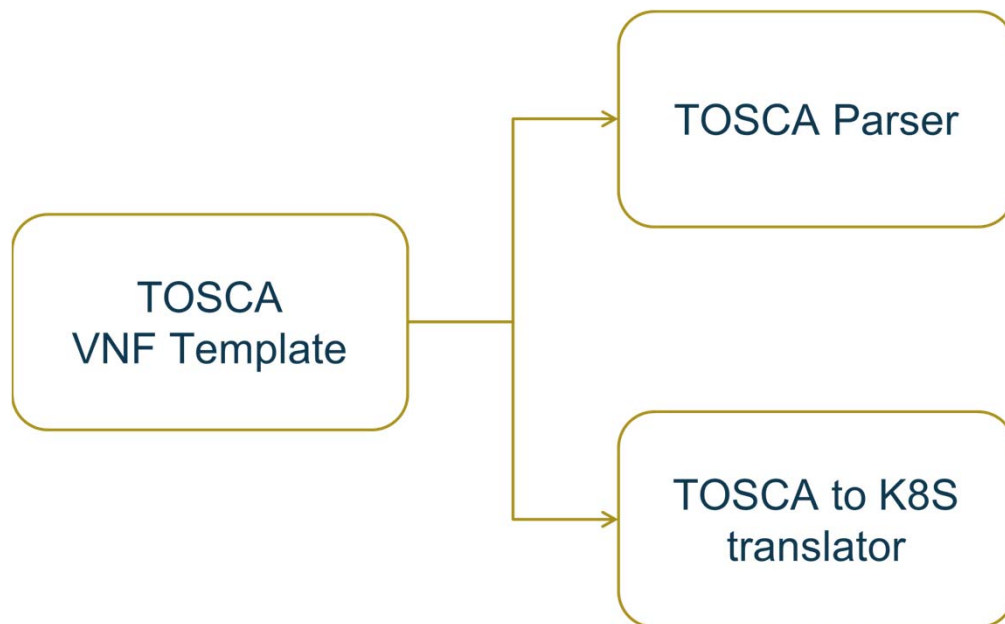 TOSCA Parser
TOSCA
VNF Template
TOSCA to K8S
translator